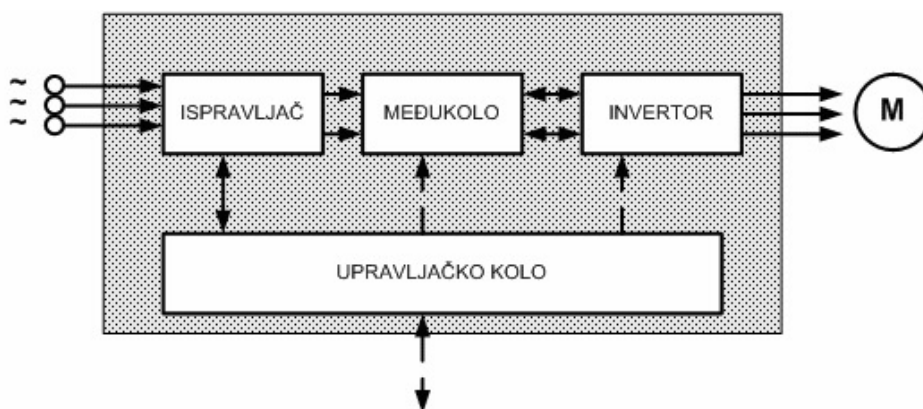 ~
~
~
ISPRAVLJAČ
MEĐUKOLO
INVERTOR
M
UPRAVLJAČKO KOLO